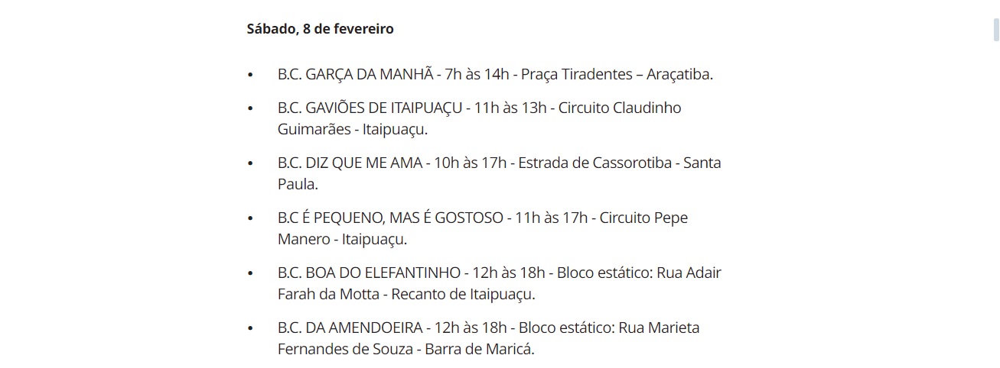 Sábado, 8 de fevereiro
• B.C. GARÇA DA MANHÃ - 7h às 14h - Praça Tiradentes – Araçatiba.
• B.C. GAVIÕES DE ITAIPUAÇU - 11h às 13h - Circuito Claudinho
Guimarães - Itaipuaçu.
• B.C. DIZ QUE ME AMA - 10h às 17h - Estrada de Cassorotiba - Santa
Paula.
• B.C É PEQUENO, MAS É GOSTOSO - 11h às 17h - Circuito Pepe
Manero - Itaipuaçu.
• B.C. BOA DO ELEFANTINHO - 12h às 18h - Bloco estático: Rua Adair
Farah da Motta - Recanto de Itaipuaçu.
• B.C. DA AMENDOEIRA - 12h às 18h - Bloco estático: Rua Marieta
Fernandes de Souza - Barra de Maricá.